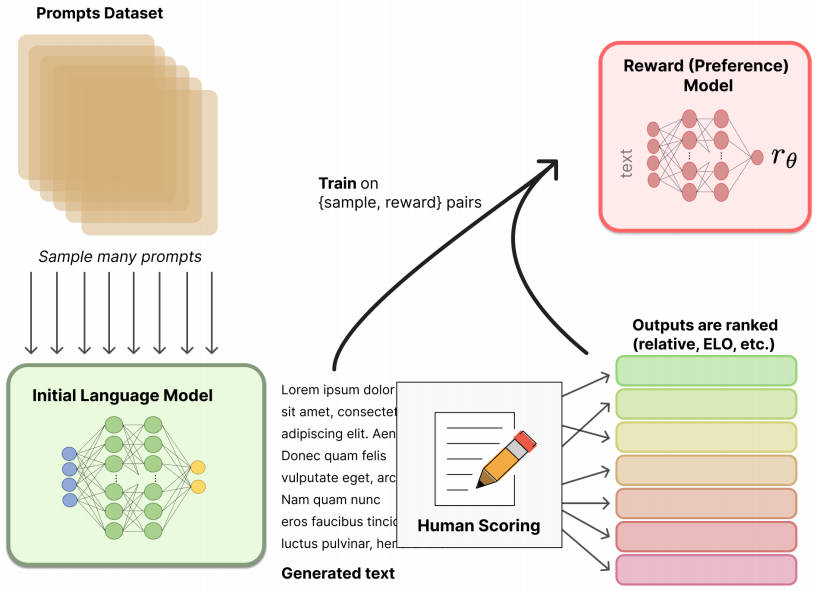 Prompts Dataset
Sample many prompts
Initial Language Model
Train on
{sample, reward} pairs
Reward (Preference)
Model
text
rθ
Lorem ipsum dolor
sit amet, consectet
adipiscing elit. Aen
Donec quam felis
vulputate eget, arc
Nam quam nunc
eros faucibus tincid
luctus pulvinar, her
Generated text
Human Scoring
Outputs are ranked
(relative, ELO, etc.)